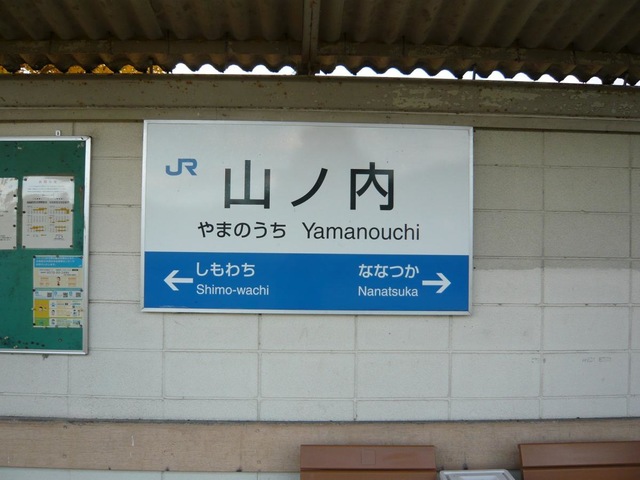 JR
山ノ内
やまのうち Yamanouchi
← しもわち ななつか →
Shimo-wachi Nanatsuka